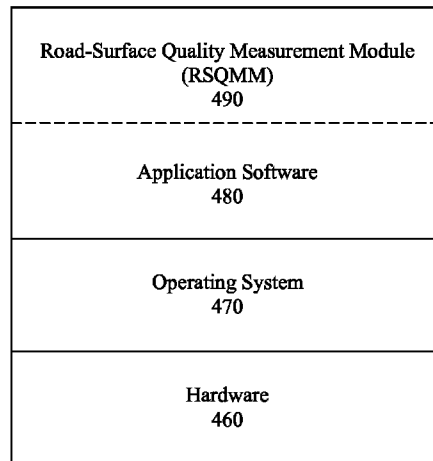 Road-Surface Quality Measurement Module
(RSQMM)
490
Application Software
480
Operating System
470
Hardware
460